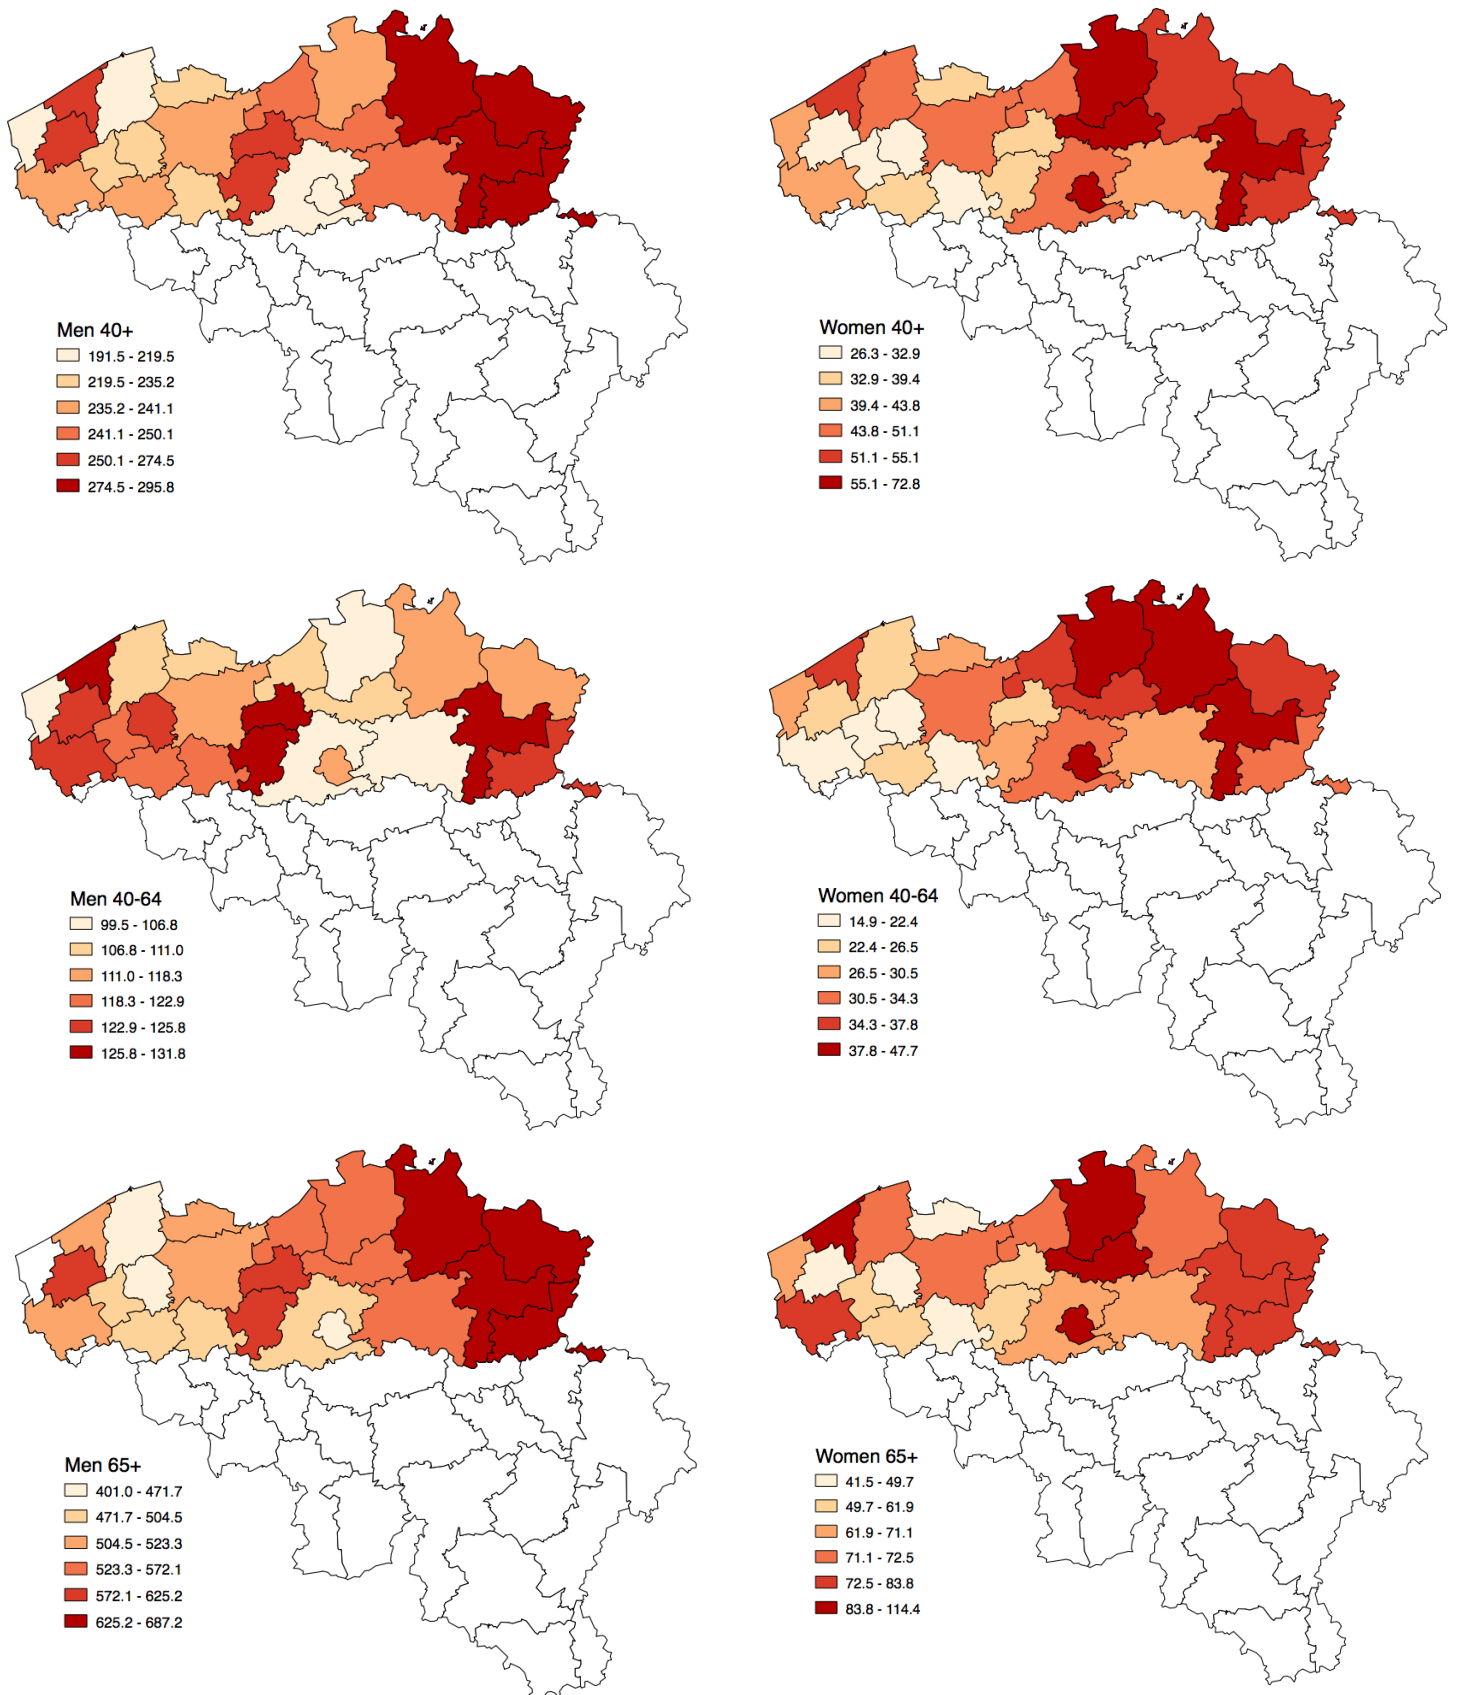 Men 40+
191.5 - 219.5
219.5 - 235.2
235.2 - 241.1
241.1 - 250.1
250.1 - 274.5
274.5 - 295.8
Women 40+
26.3 - 32.9
32.9 - 39.4
39.4 - 43.8
43.8 - 51.1
51.1 - 55.1
55.1 - 72.8
Men 40-64
99.5 - 106.8
106.8 - 111.0
111.0 - 118.3
118.3 - 122.9
122.9 - 125.8
125.8 - 131.8
Women 40-64
14.9 - 22.4
22.4 - 26.5
26.5 - 30.5
30.5 - 34.3
34.3 - 37.8
37.8 - 47.7
Men 65+
401.0 - 471.7
471.7 - 504.5
504.5 - 523.3
523.3 - 572.1
572.1 - 625.2
625.2 - 687.2
Women 65+
41.5 - 49.7
49.7 - 61.9
61.9 - 71.1
71.1 - 72.5
72.5 - 83.8
83.8 - 114.4